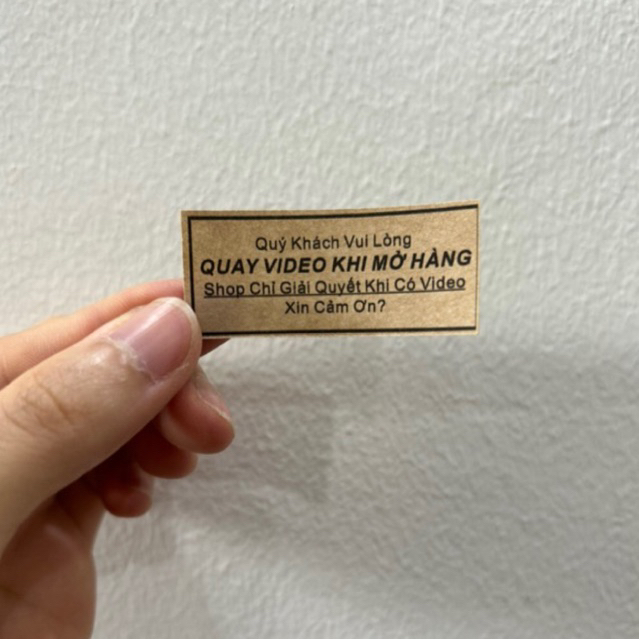 Quý Khách Vui Lòng
QUAY VIDEO KHI MỞ HÀNG
Shop Chỉ Giải Quyết Khi Có Video
Xin Cảm Ơn?